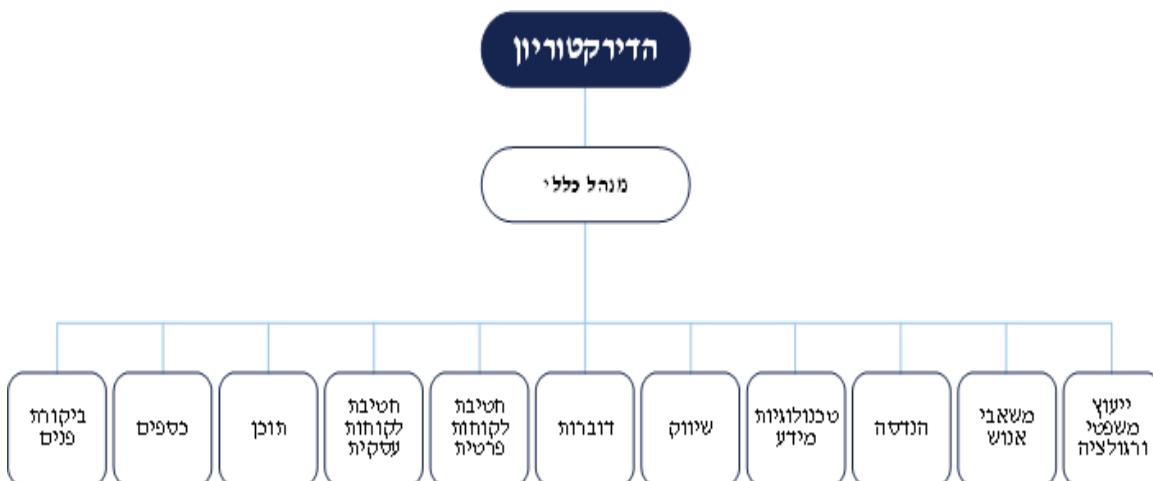 הדירקטוריון
מנהל כללי
ייעוץ
משפטי
ורגולציה
משאבי
אנוש
הנדסה
טכנולוגיות
מידע
שיווק
דוברות
חטיבת
לקוחות
פרטית
חטיבת
לקוחות
עסקית
תוכן
כספים
ביקורת
פנים